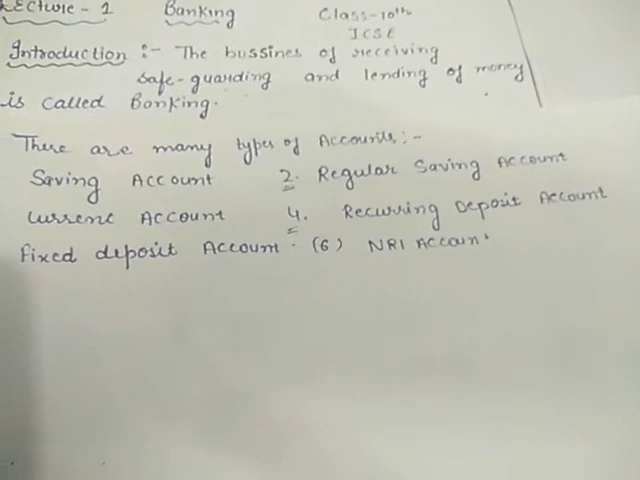 Lecture - 1 Banking Class-10th
ICSE
Introduction :- The bussines of receiving
safe-guarding and lending of money
is called Banking.
There are many types of Accounts:-
Saving Account 2. Regular Saving Account
Current Account 4. Recurring Deposit Account
fixed deposit Account. (6) NRI Accoun